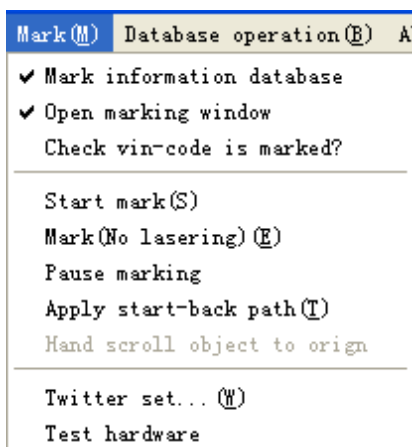 Mark(M) Database operation(B) A
Mark information database
Open marking window
Check vin-code is marked?
Start mark(S)
Mark(No lasering)(E)
Pause marking
Apply start-back path(T)
Hand scroll object to orign
Twitter set...(W)
Test hardware